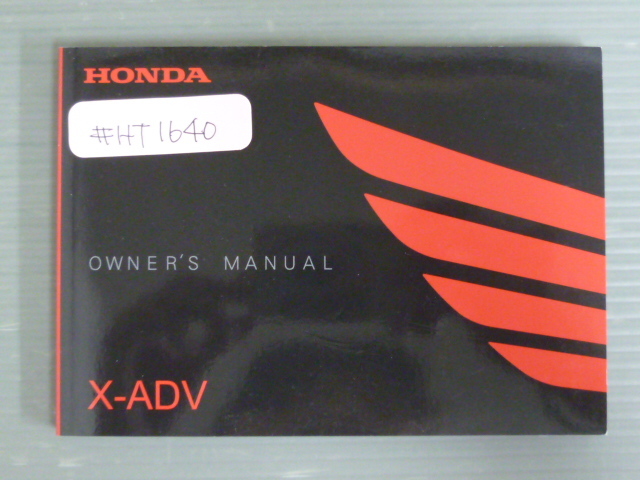 HONDA
#HT1640
OWNER'S MANUAL
X-ADV